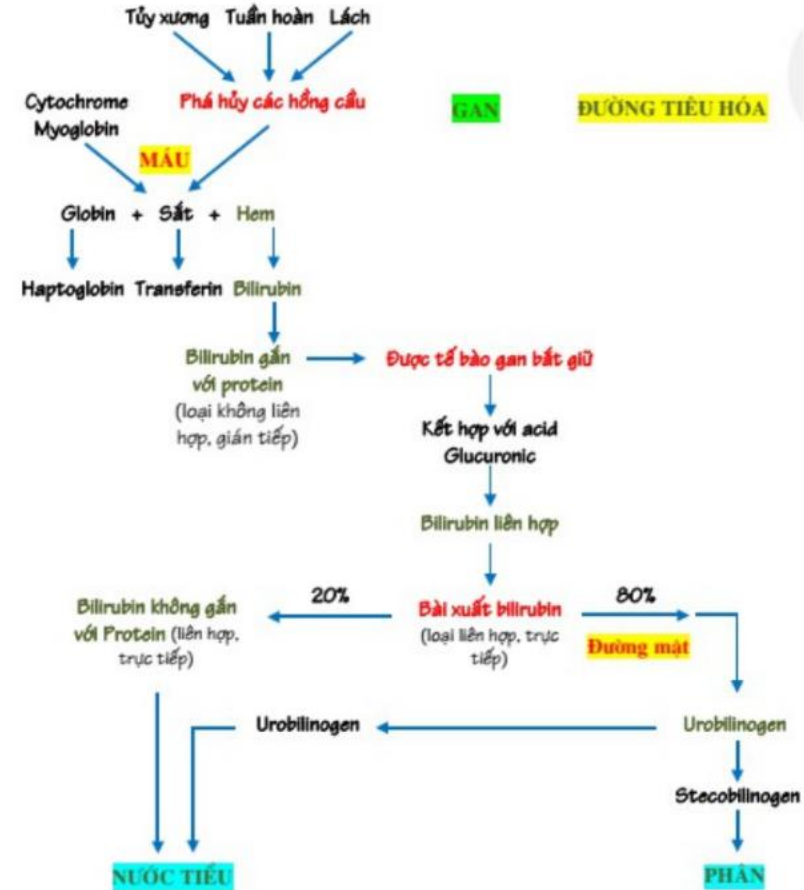 Tủy xương Tuần hoàn Lách
Cytochrome
Myoglobin
Phá hủy các hồng cầu
GAN
ĐƯỜNG TIÊU HÓA
MÁU
Globin + Sắt + Hem
Haptoglobin Transferin Bilirubin
Bilirubin gắn
với protein
(loại không liên
hợp, gián tiếp)
Được tế bào gan bắt giữ
Kết hợp với acid
Glucuronic
Bilirubin liên hợp
Bilirubin không gắn
với Protein (liên hợp,
trực tiếp)
20%
Bài xuất bilirubin
(loại liên hợp, trực
tiếp)
80%
Đường mật
Urobilinogen
Urobilinogen
Stecobilinogen
NƯỚC TIỂU
PHÂN